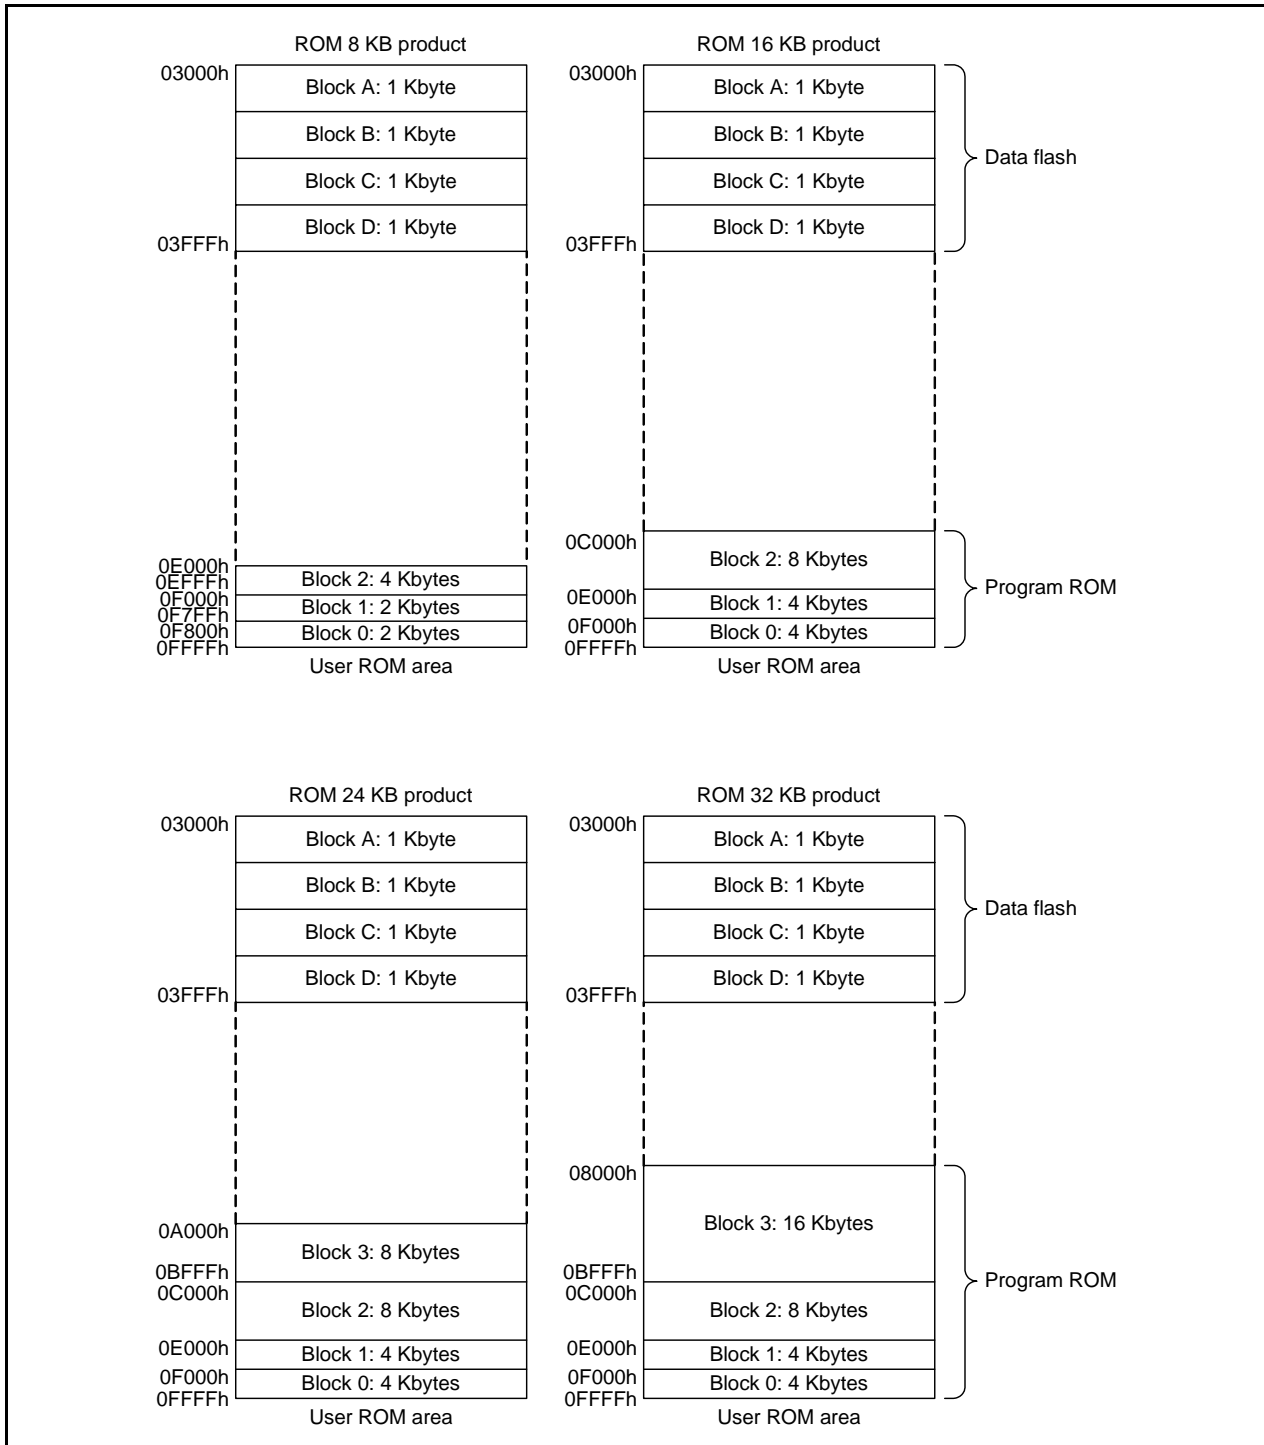 ROM 8 KB product
03000h
Block A: 1 Kbyte
Block B: 1 Kbyte
Block C: 1 Kbyte
Block D: 1 Kbyte
03FFFh
0E000h
0EFFFh
Block 2: 4 Kbytes
0F000h
0F7FFh
Block 1: 2 Kbytes
0F800h
Block 0: 2 Kbytes
0FFFFh
User ROM area
ROM 16 KB product
03000h
Block A: 1 Kbyte
Block B: 1 Kbyte
Block C: 1 Kbyte
Block D: 1 Kbyte
03FFFh
Data flash
0C000h
Block 2: 8 Kbytes
0E000h
Block 1: 4 Kbytes
0F000h
Block 0: 4 Kbytes
0FFFFh
Program ROM
User ROM area
ROM 24 KB product
03000h
Block A: 1 Kbyte
Block B: 1 Kbyte
Block C: 1 Kbyte
Block D: 1 Kbyte
03FFFh
0A000h
Block 3: 8 Kbytes
0BFFFh
0C000h
Block 2: 8 Kbytes
0E000h
Block 1: 4 Kbytes
0F000h
Block 0: 4 Kbytes
0FFFFh
User ROM area
ROM 32 KB product
03000h
Block A: 1 Kbyte
Block B: 1 Kbyte
Block C: 1 Kbyte
Block D: 1 Kbyte
03FFFh
Data flash
08000h
Block 3: 16 Kbytes
0BFFFh
0C000h
Block 2: 8 Kbytes
0E000h
Block 1: 4 Kbytes
0F000h
Block 0: 4 Kbytes
0FFFFh
Program ROM
User ROM area